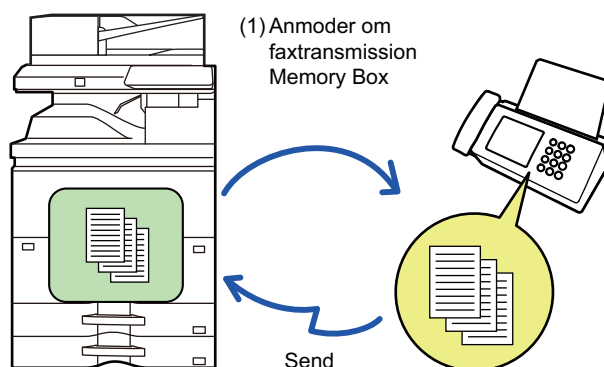 (1) Anmoder om
faxtransmission
Memory Box
Send